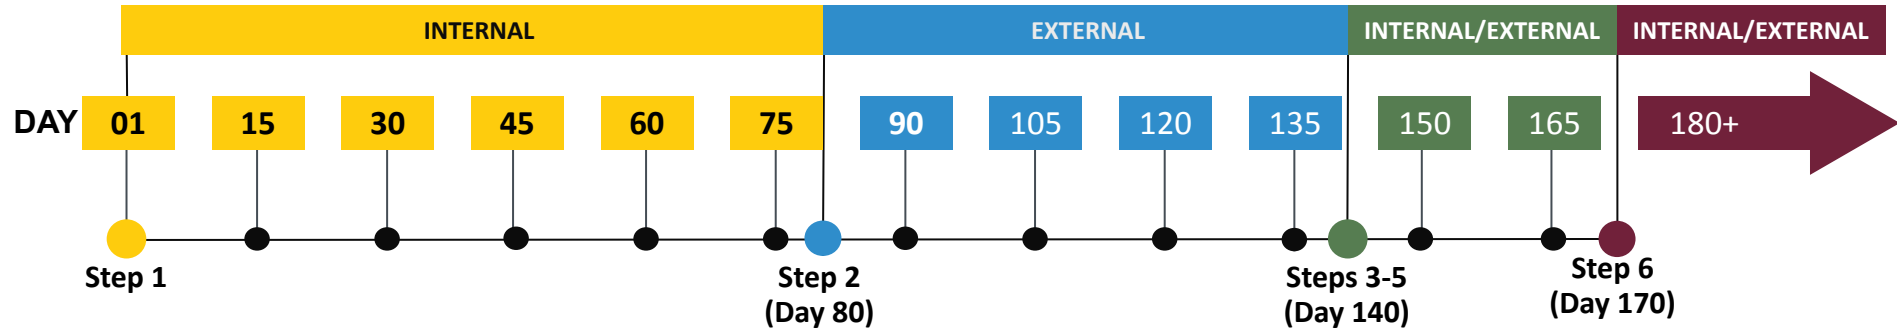 INTERNAL EXTERNAL INTERNAL/EXTERNAL INTERNAL/EXTERNAL
DAY 01 15 30 45 60 75 90 105 120 135 150 165 180+
Step 1
Step 2
(Day 80)
Steps 3-5
(Day 140)
Step 6
(Day 170)